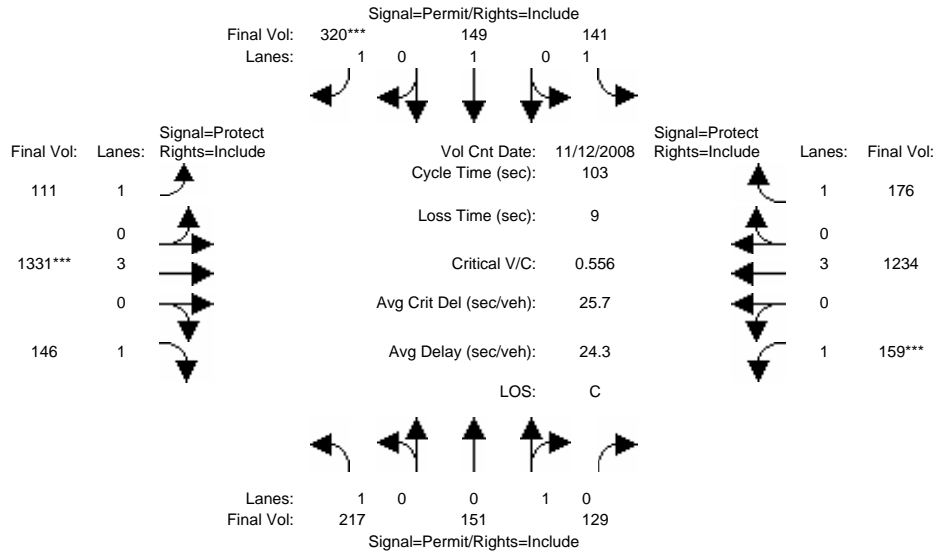 Signal=Permit/Rights=Include
Final Vol: 320*** 149 141
Lanes: 1 0 1 0 1
Signal=Protect Signal=Protect
Final Vol: Lanes: Rights=Include Vol Cnt Date: 11/12/2008 Rights=Include Lanes: Final Vol:
Cycle Time (sec): 103
111 1 1 176
Loss Time (sec): 9
0 0
1331*** 3 Critical V/C: 0.556 3 1234
0 Avg Crit Del (sec/veh): 25.7 0
146 1 Avg Delay (sec/veh): 24.3 1 159***
LOS: C
Lanes: 1 0 0 1 0
Final Vol: 217 151 129
Signal=Permit/Rights=Include